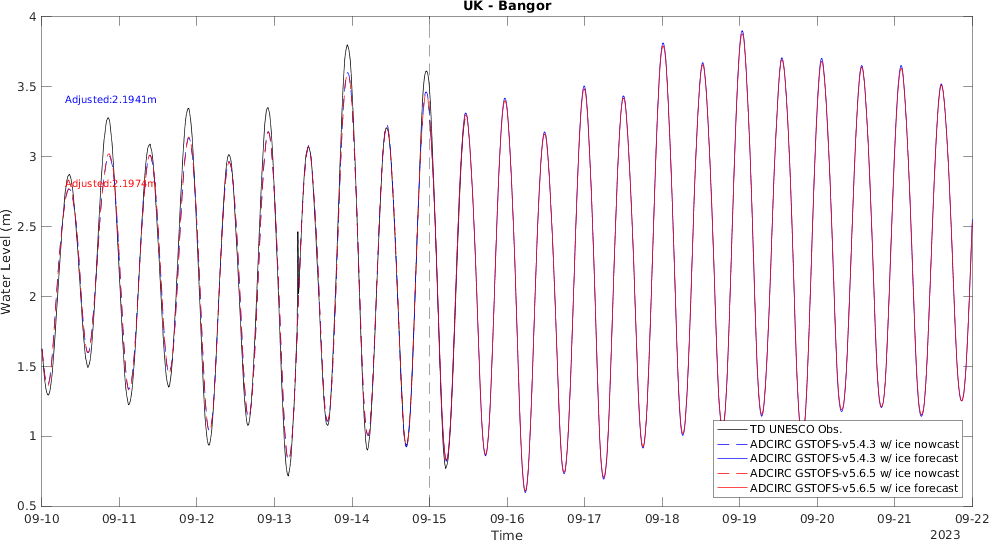 UK - Bangor
4
3.5
3
2.5
2
1.5
1
0.5
Water Level (m)
Adjusted:2.1941m
Adjusted:2.1974m
TD UNESCO Obs.
ADCIRC GSTOFS-v5.4.3 w/ ice nowcast
ADCIRC GSTOFS-v5.4.3 w/ ice forecast
ADCIRC GSTOFS-v5.6.5 w/ ice nowcast
ADCIRC GSTOFS-v5.6.5 w/ ice forecast
09-10 09-11 09-12 09-13 09-14 09-15 09-16 09-17 09-18 09-19 09-20 09-21 09-22
Time
2023